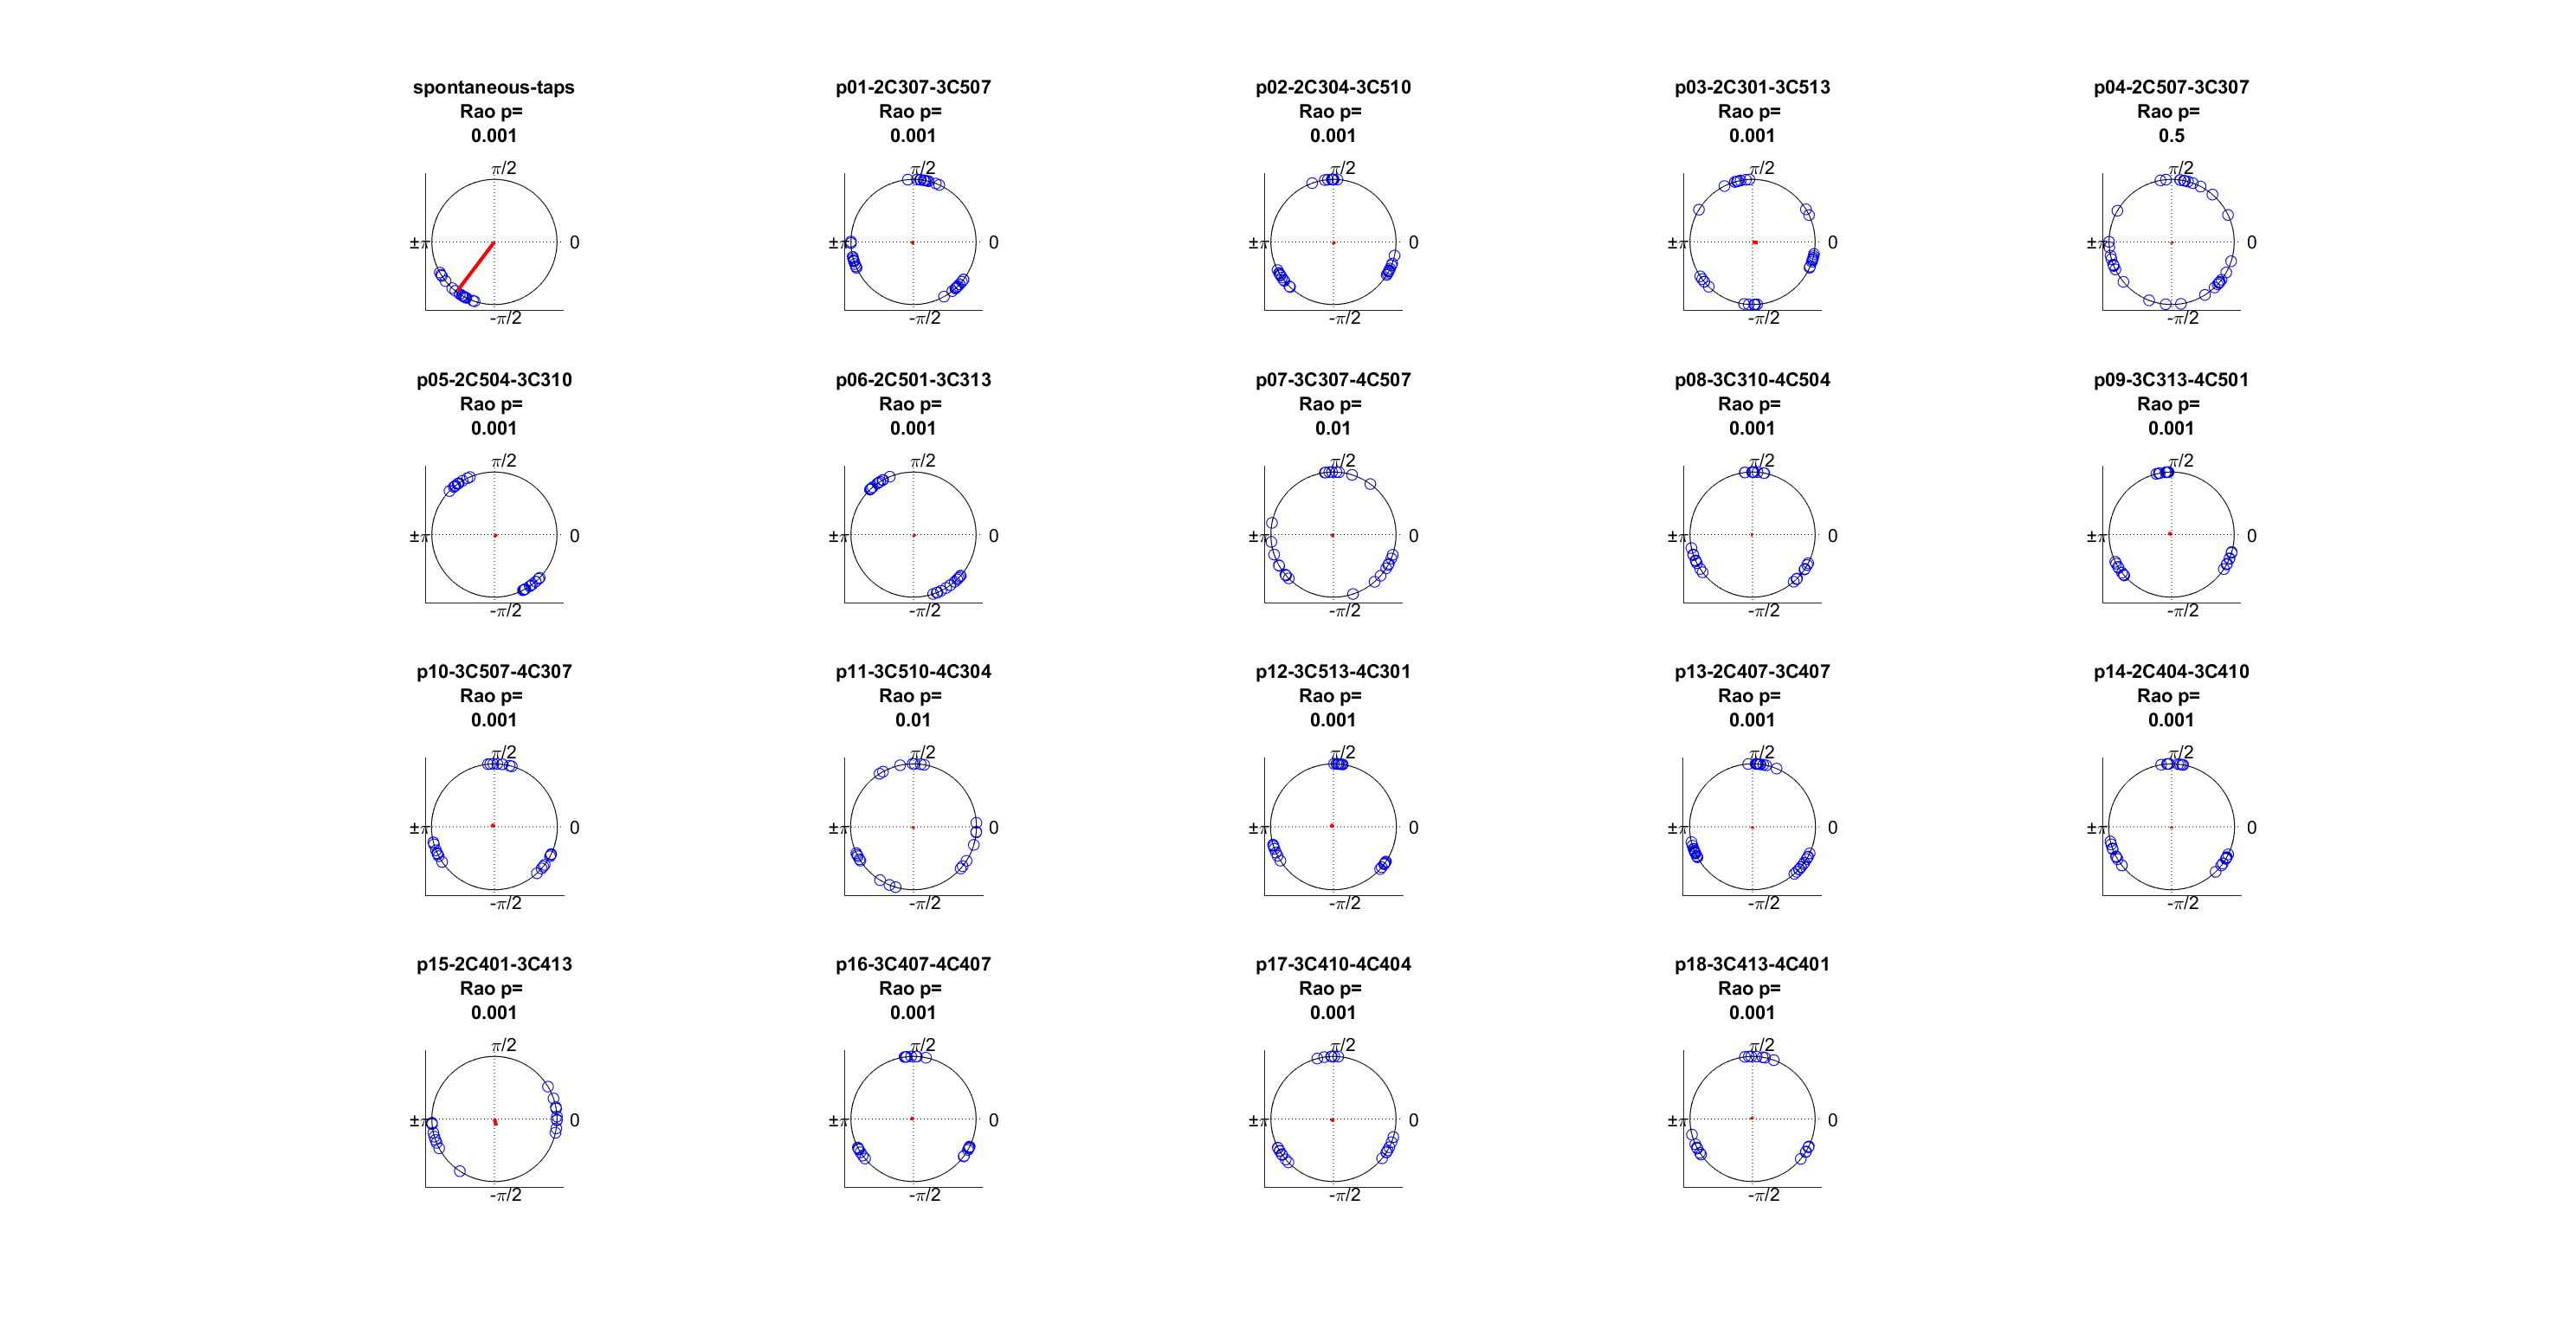 spontaneous-taps
Rao p=
0.001
π/2
±π
0
-π/2
p01-2C307-3C507
Rao p=
0.001
π/2
±π
0
-π/2
p02-2C304-3C510
Rao p=
0.001
π/2
±π
0
-π/2
p03-2C301-3C513
Rao p=
0.001
π/2
±π
0
-π/2
p04-2C507-3C307
Rao p=
0.5
π/2
±π
0
-π/2
p05-2C504-3C310
Rao p=
0.001
π/2
±π
0
-π/2
p06-2C501-3C313
Rao p=
0.001
π/2
±π
0
-π/2
p07-3C307-4C507
Rao p=
0.01
π/2
±π
0
-π/2
p08-3C310-4C504
Rao p=
0.001
π/2
±π
0
-π/2
p09-3C313-4C501
Rao p=
0.001
π/2
±π
0
-π/2
p10-3C507-4C307
Rao p=
0.001
π/2
±π
0
-π/2
p11-3C510-4C304
Rao p=
0.01
π/2
±π
0
-π/2
p12-3C513-4C301
Rao p=
0.001
π/2
±π
0
-π/2
p13-2C407-3C407
Rao p=
0.001
π/2
±π
0
-π/2
p14-2C404-3C410
Rao p=
0.001
π/2
±π
0
-π/2
p15-2C401-3C413
Rao p=
0.001
π/2
±π
0
-π/2
p16-3C407-4C407
Rao p=
0.001
π/2
±π
0
-π/2
p17-3C410-4C404
Rao p=
0.001
π/2
±π
0
-π/2
p18-3C413-4C401
Rao p=
0.001
π/2
±π
0
-π/2